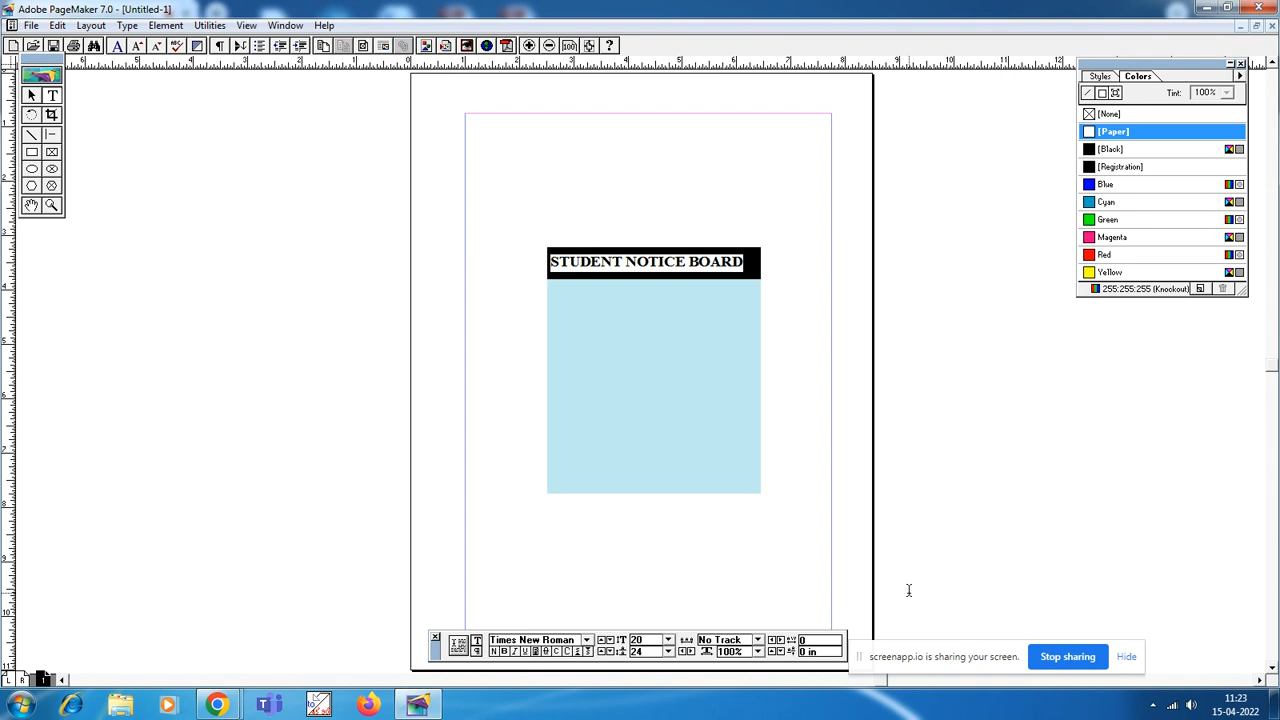 Adobe PageMaker 7.0 - [Untitled-1]
File Edit Layout Type Element Utilities View Window Help
Styles Colors
Tint: 100%
[None]
[Paper]
[Black]
[Registration]
Blue
Cyan
Green
Magenta
Red
Yellow
255:255:255 (Knockout)
STUDENT NOTICE BOARD
Times New Roman 20 No Track 0
N B I U R C C S S 24 100% 0 in
screenapp.io is sharing your screen. Stop sharing Hide
L R 1
11:23
15-04-2022